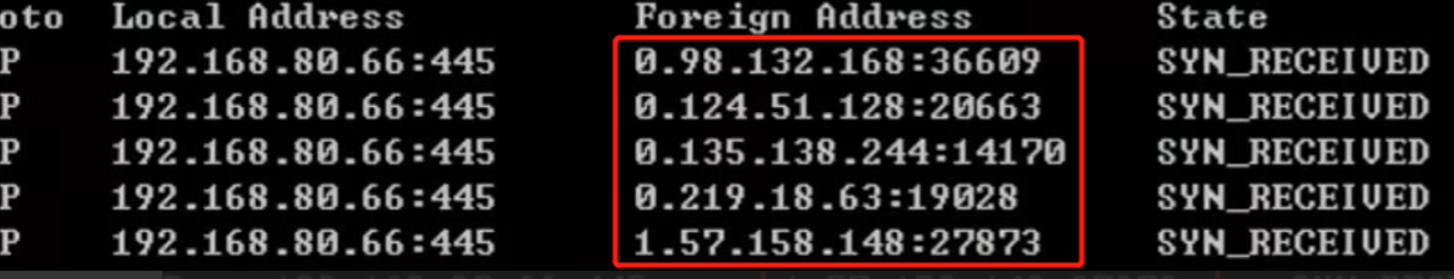 oto Local Address Foreign Address State
P 192.168.80.66:445 0.98.132.168:36609 SYN_RECEIVED
P 192.168.80.66:445 0.124.51.128:20663 SYN_RECEIVED
P 192.168.80.66:445 0.135.138.244:14170 SYN_RECEIVED
P 192.168.80.66:445 0.219.18.63:19028 SYN_RECEIVED
P 192.168.80.66:445 1.57.158.148:27873 SYN_RECEIVED